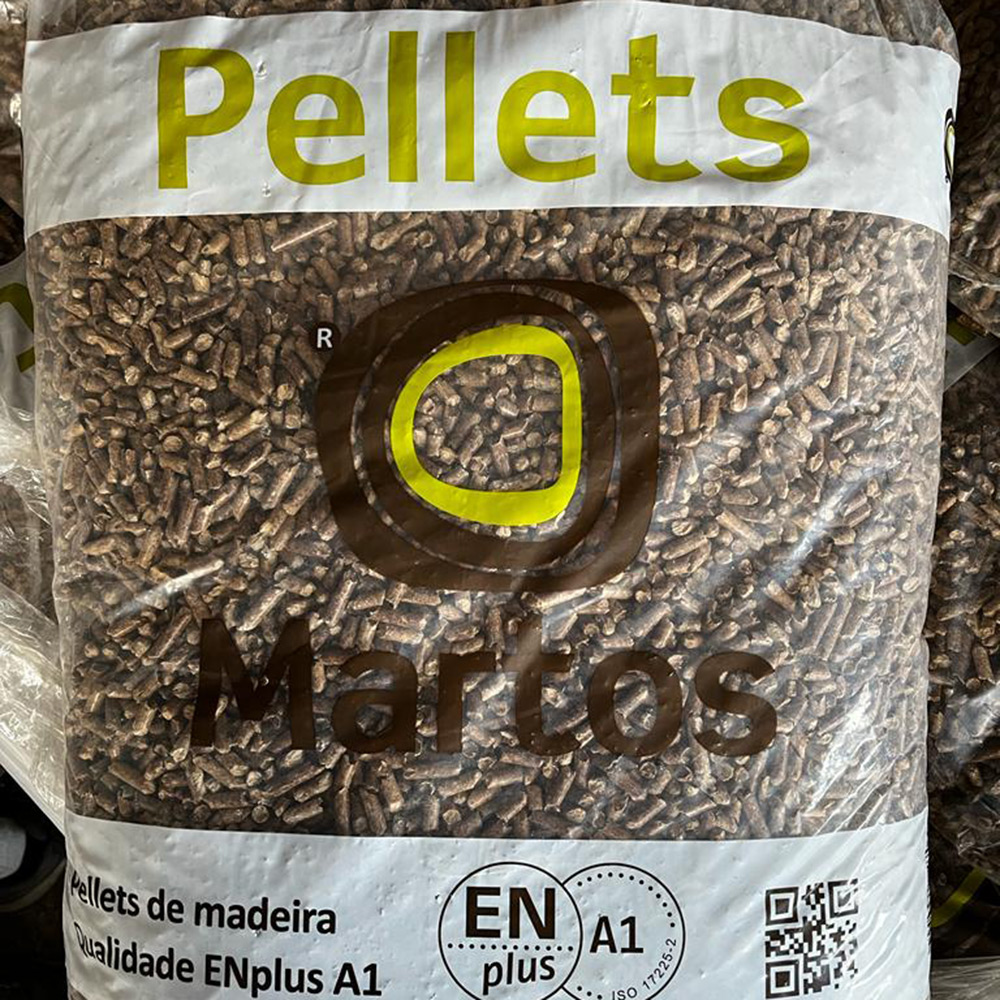 Pellets
®
Martos
Pellets de madeira
Qualidade ENplus A1
EN
plus
A1
ISO 17225-2